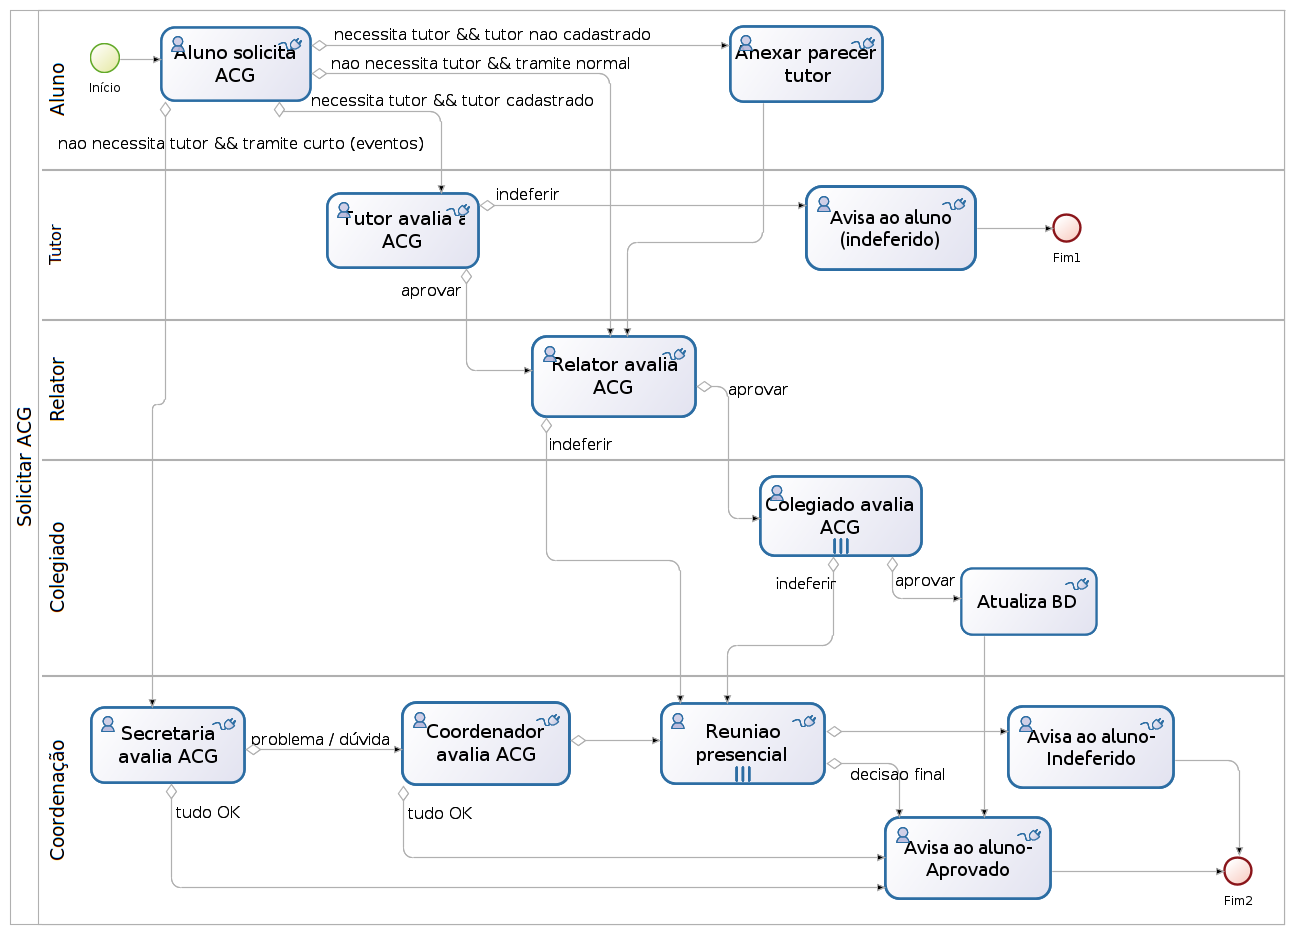 Solicitar ACG
Aluno
Início
Aluno solicita
ACG
necessita tutor && tutor nao cadastrado
nao necessita tutor && tramite normal
necessita tutor && tutor cadastrado
nao necessita tutor && tramite curto (eventos)
Anexar parecer
tutor
Tutor
Tutor avalia a
ACG
indeferir
aprovar
Avisa ao aluno
(indeferido)
Fim1
Relator
Relator avalia
ACG
aprovar
indeferir
Colegiado
Colegiado avalia
ACG
indeferir
aprovar
Atualiza BD
Coordenação
Secretaria
avalia ACG
problema / dúvida
tudo OK
Coordenador
avalia ACG
tudo OK
Reuniao
presencial
decisao final
Avisa ao aluno-
Indeferido
Avisa ao aluno-
Aprovado
Fim2